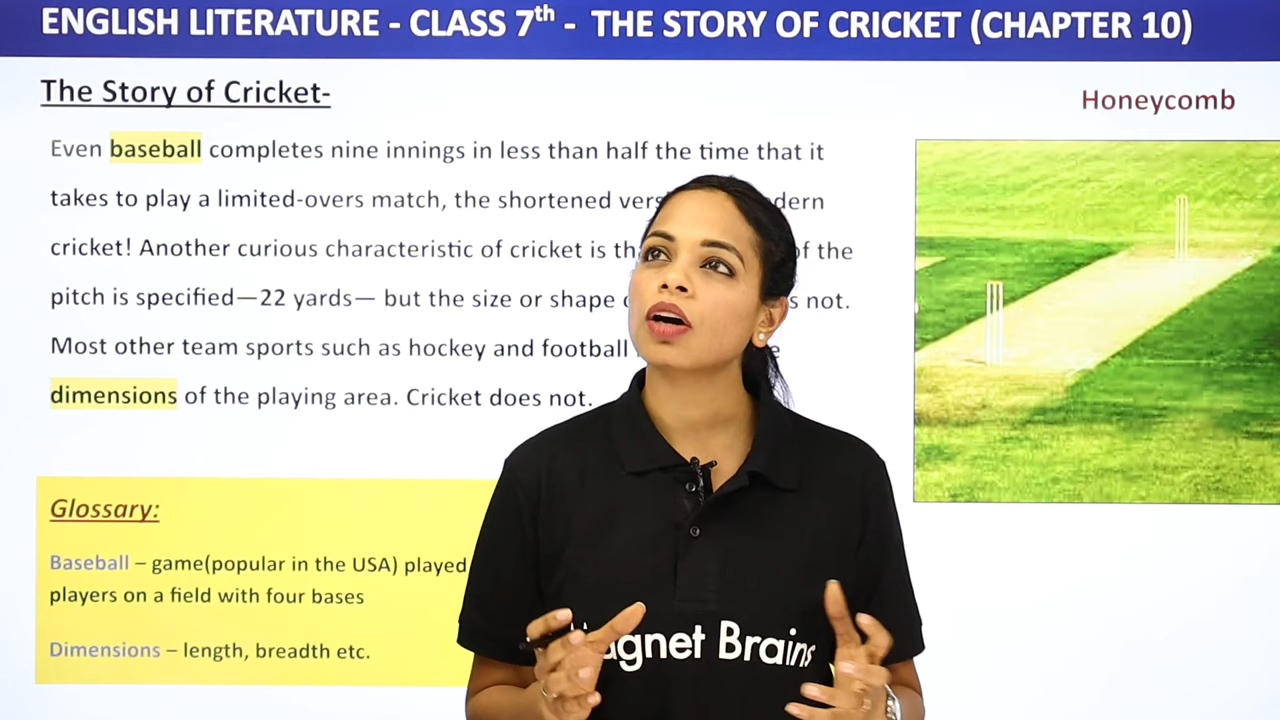 ENGLISH LITERATURE - CLASS 7th - THE STORY OF CRICKET (CHAPTER 10)
The Story of Cricket-
Honeycomb
Even baseball completes nine innings in less than half the time that it
takes to play a limited-overs match, the shortened
cricket! Another curious characteristic of cricket is of the
pitch is specified—22 yards— but the size or shape not.
Most other team sports such as hockey and football
dimensions of the playing area. Cricket does not.
Glossary:
Baseball – game(popular in the USA) played
players on a field with four bases
Dimensions – length, breadth etc.
Brains